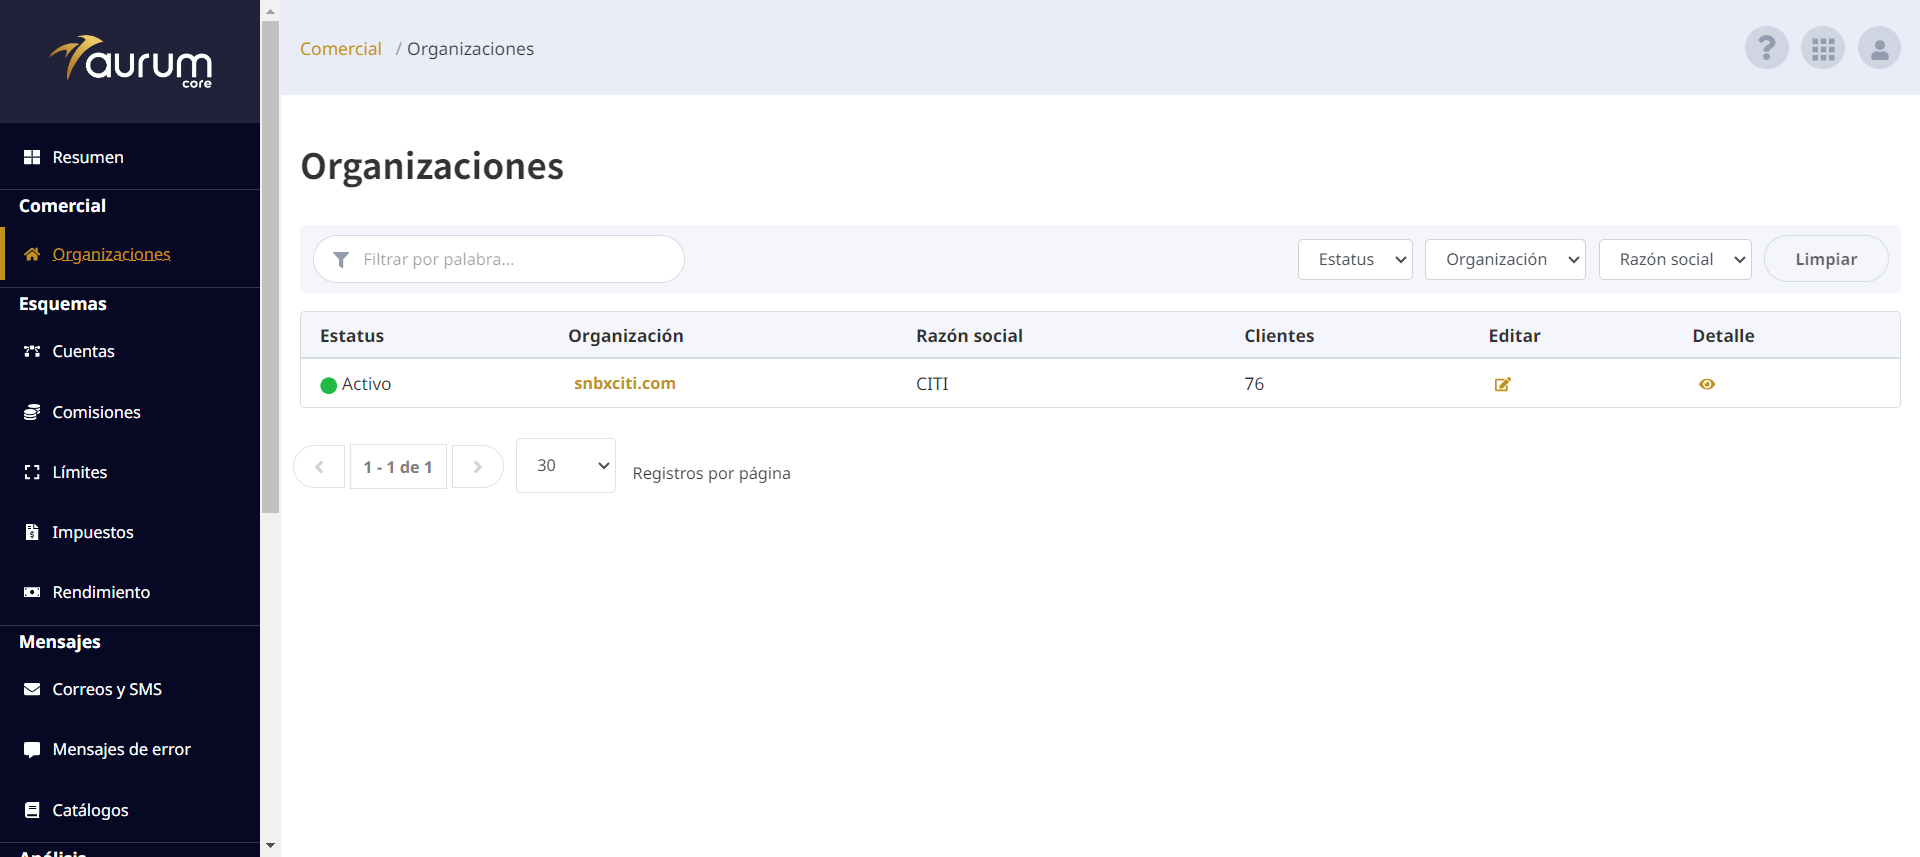 aurum
core
Resumen
Comercial
Organizaciones
Esquemas
Cuentas
Comisiones
Límites
Impuestos
Rendimiento
Mensajes
Correos y SMS
Mensajes de error
Catálogos
Análisis
Comercial / Organizaciones
?
Organizaciones
Filtrar por palabra... Estatus Organización Razón social Limpiar
Estatus Organización Razón social Clientes Editar Detalle
Activo snbxciti.com CITI 76
1 - 1 de 1 30 Registros por página